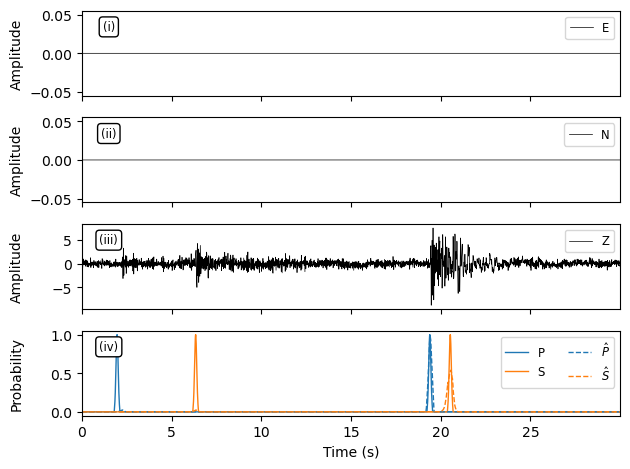 0.05
0.00
−0.05
Amplitude
(i)
E
0.05
0.00
−0.05
Amplitude
(ii)
N
5
0
−5
Amplitude
(iii)
Z
1.0
0.5
0.0
Probability
(iv)
P
S
P̂
Ŝ
0 5 10 15 20 25
Time (s)